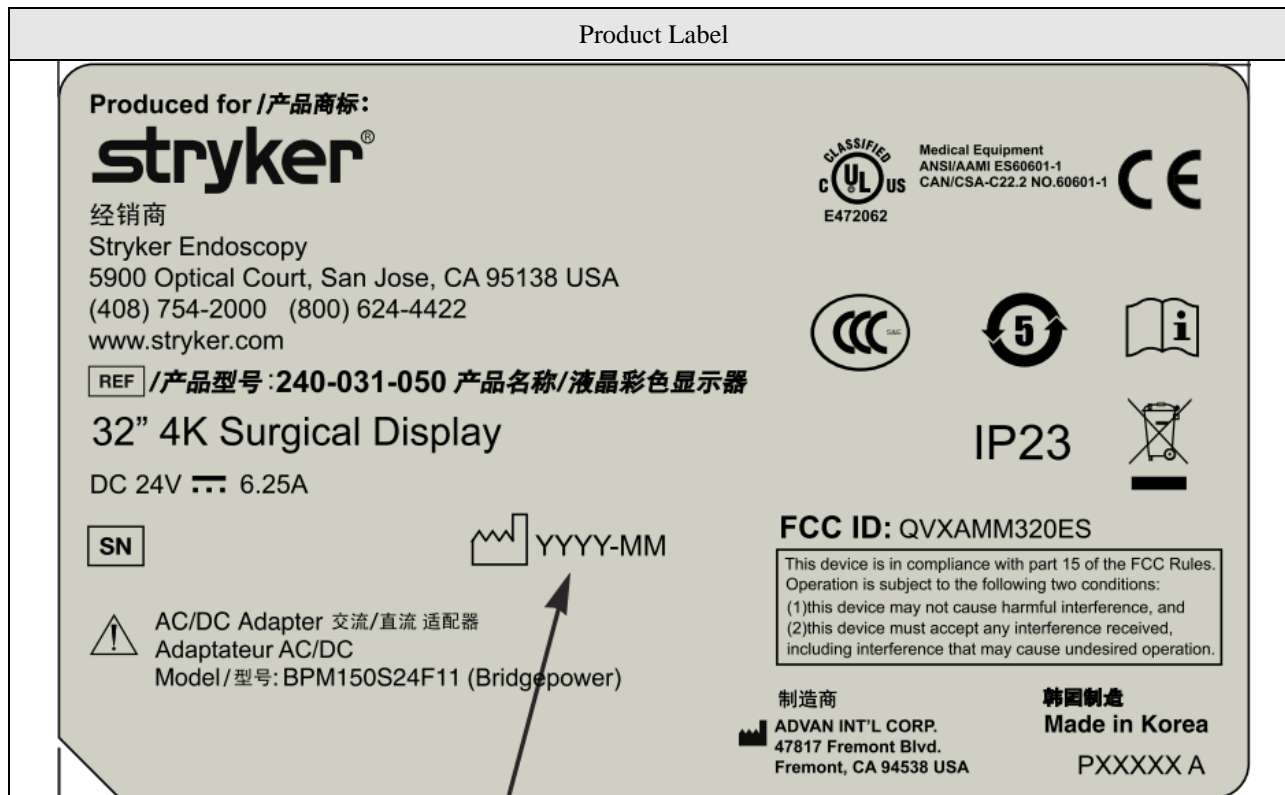 Product Label
Produced for /产品商标:
stryker®
经销商
Stryker Endoscopy
5900 Optical Court, San Jose, CA 95138 USA
(408) 754-2000 (800) 624-4422
www.stryker.com
REF /产品型号:240-031-050 产品名称/液晶彩色显示器
32” 4K Surgical Display
DC 24V 6.25A
SN
YYYY-MM
AC/DC Adapter 交流/直流 适配器
Adaptateur AC/DC
Model/型号: BPM150S24F11 (Bridgepower)
CLASSIFIED
C UL US
E472062
Medical Equipment
ANSI/AAMI ES60601-1
CAN/CSA-C22.2 NO.60601-1
CE
CCC S&E
5
i
IP23
FCC ID: QVXAMM320ES
This device is in compliance with part 15 of the FCC Rules.
Operation is subject to the following two conditions:
(1)this device may not cause harmful interference, and
(2)this device must accept any interference received,
including interference that may cause undesired operation.
制造商
ADVAN INT'L CORP.
47817 Fremont Blvd.
Fremont, CA 94538 USA
韩国制造
Made in Korea
PXXXXX A